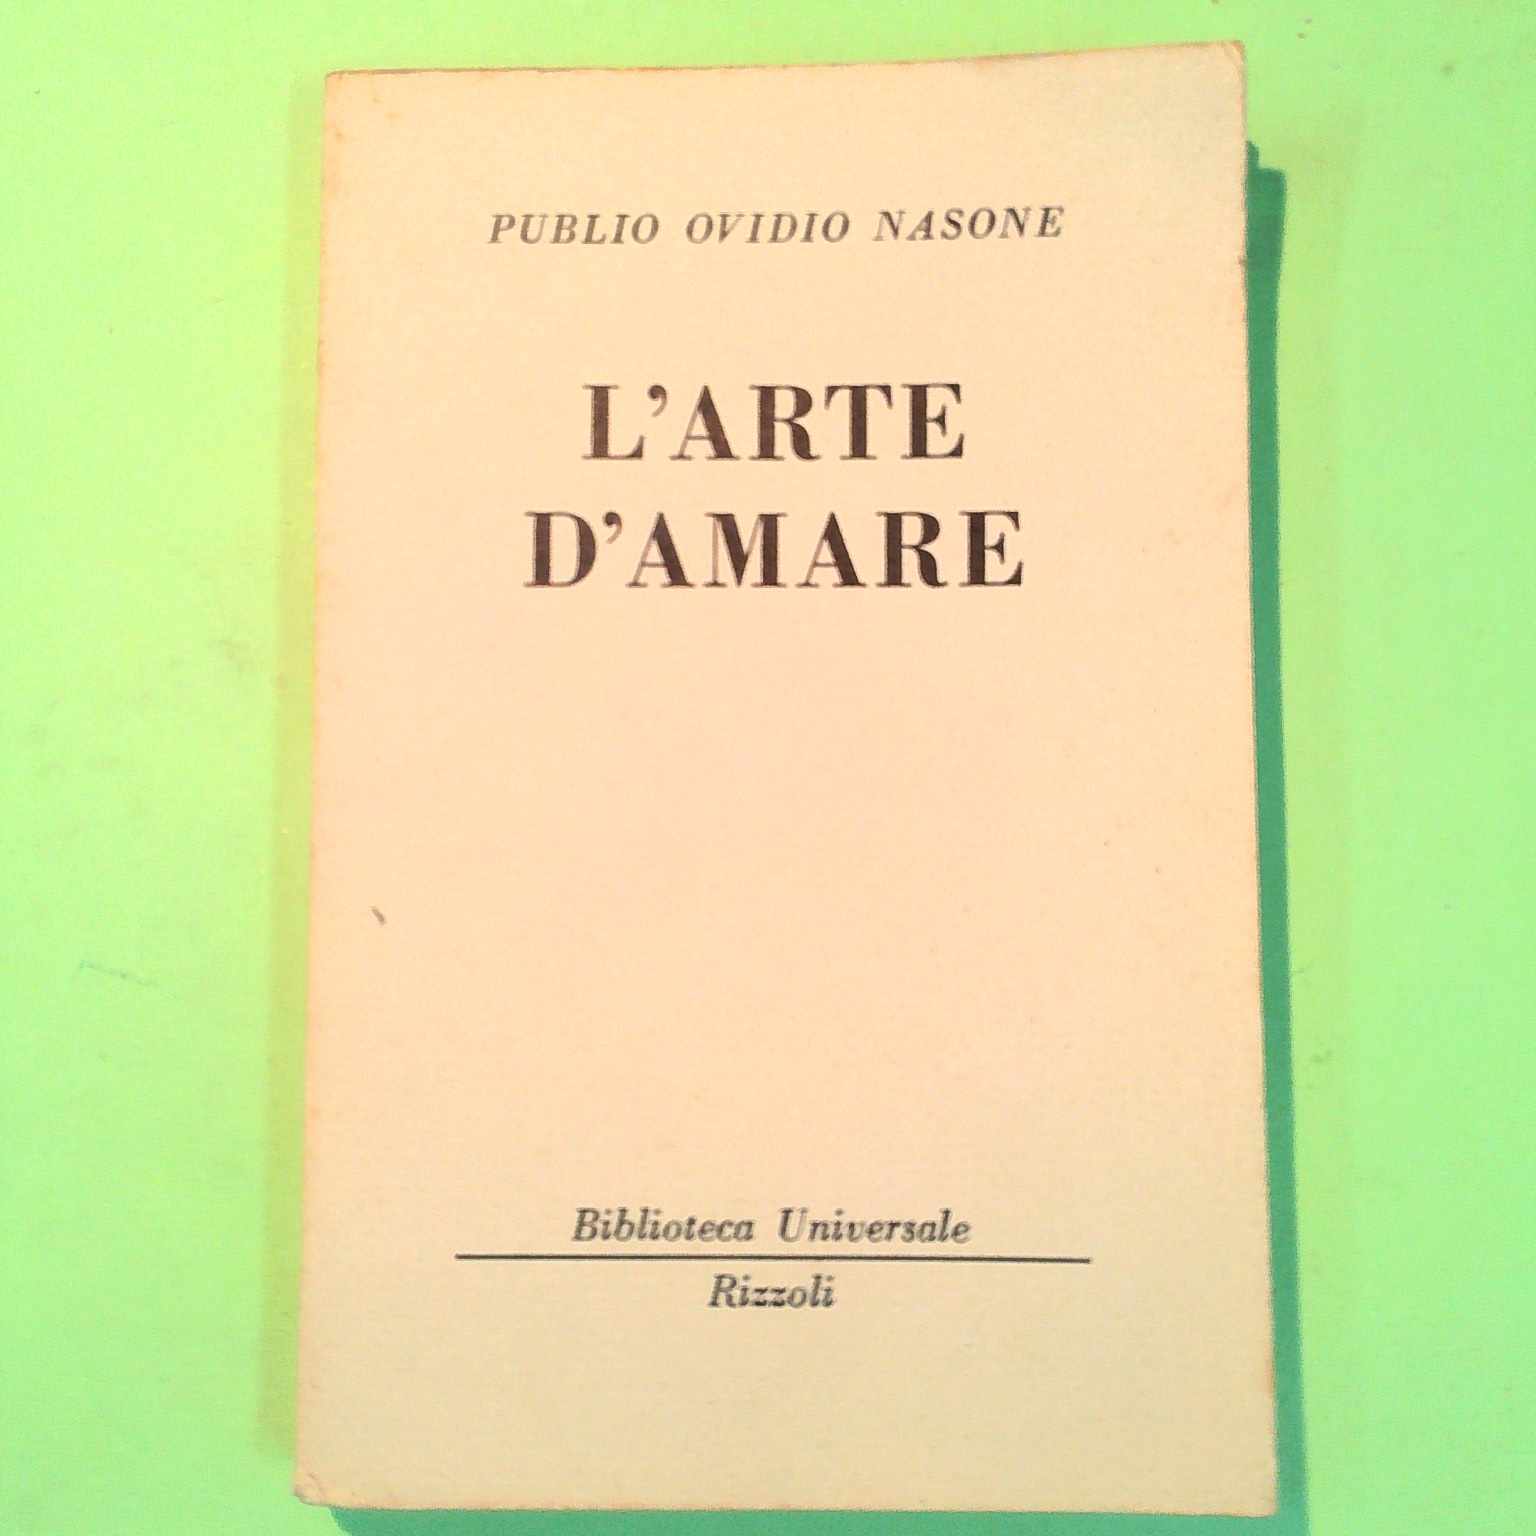 PUBLIO OVIDIO NASONE
L'ARTE
D'AMARE
Biblioteca Universale
Rizzoli